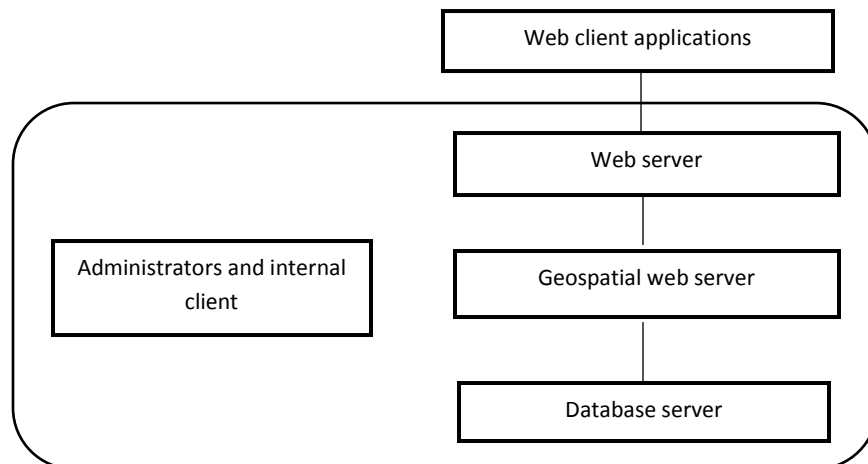 Web client applications
Web server
Administrators and internal
client
Geospatial web server
Database server